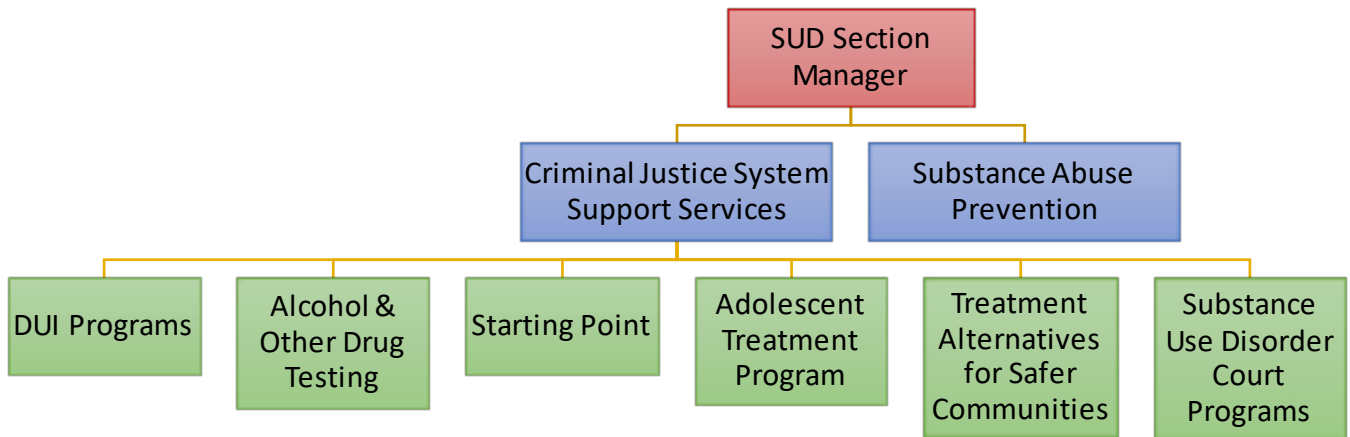 SUD Section
Manager
Criminal Justice System
Support Services
Substance Abuse
Prevention
DUI Programs
Alcohol &
Other Drug
Testing
Starting Point
Adolescent
Treatment
Program
Treatment
Alternatives
for Safer
Communities
Substance
Use Disorder
Court
Programs